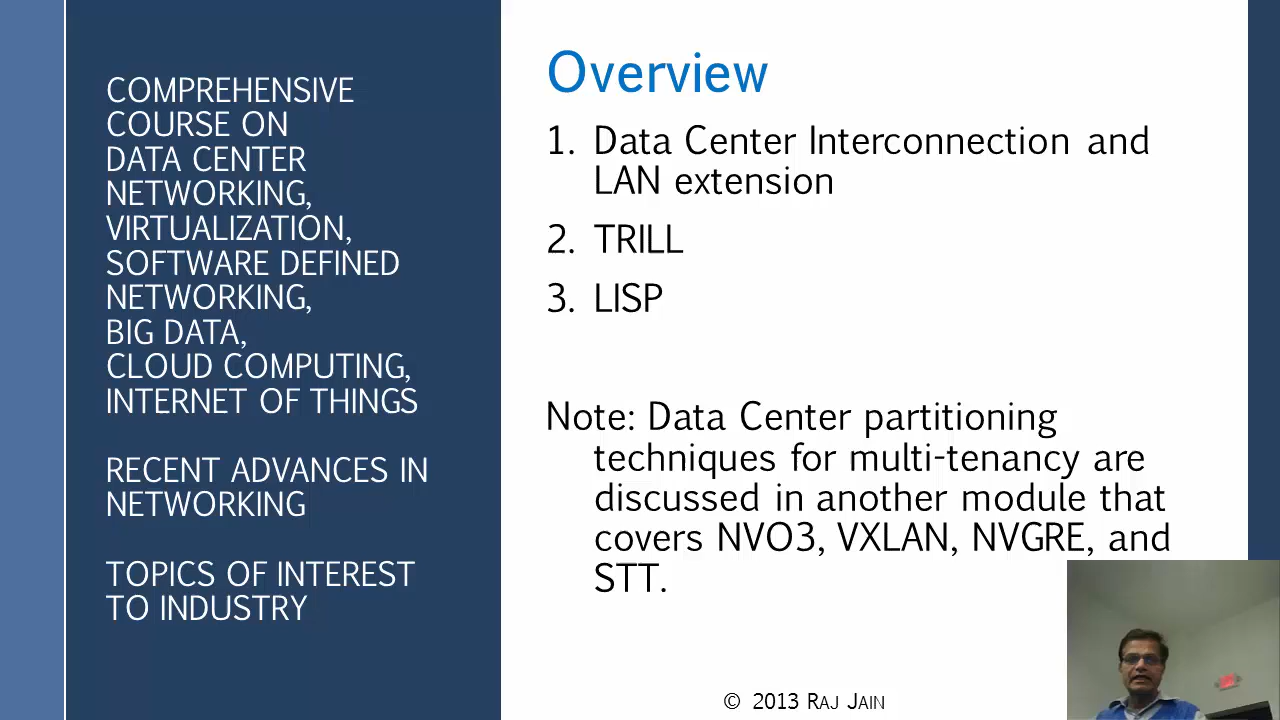 COMPREHENSIVE
COURSE ON
DATA CENTER
NETWORKING,
VIRTUALIZATION,
SOFTWARE DEFINED
NETWORKING,
BIG DATA,
CLOUD COMPUTING,
INTERNET OF THINGS
RECENT ADVANCES IN
NETWORKING
TOPICS OF INTEREST
TO INDUSTRY
Overview
1. Data Center Interconnection and
LAN extension
2. TRILL
3. LISP
Note: Data Center partitioning
techniques for multi-tenancy are
discussed in another module that
covers NVO3, VXLAN, NVGRE, and
STT.
© 2013 RAJ JAIN